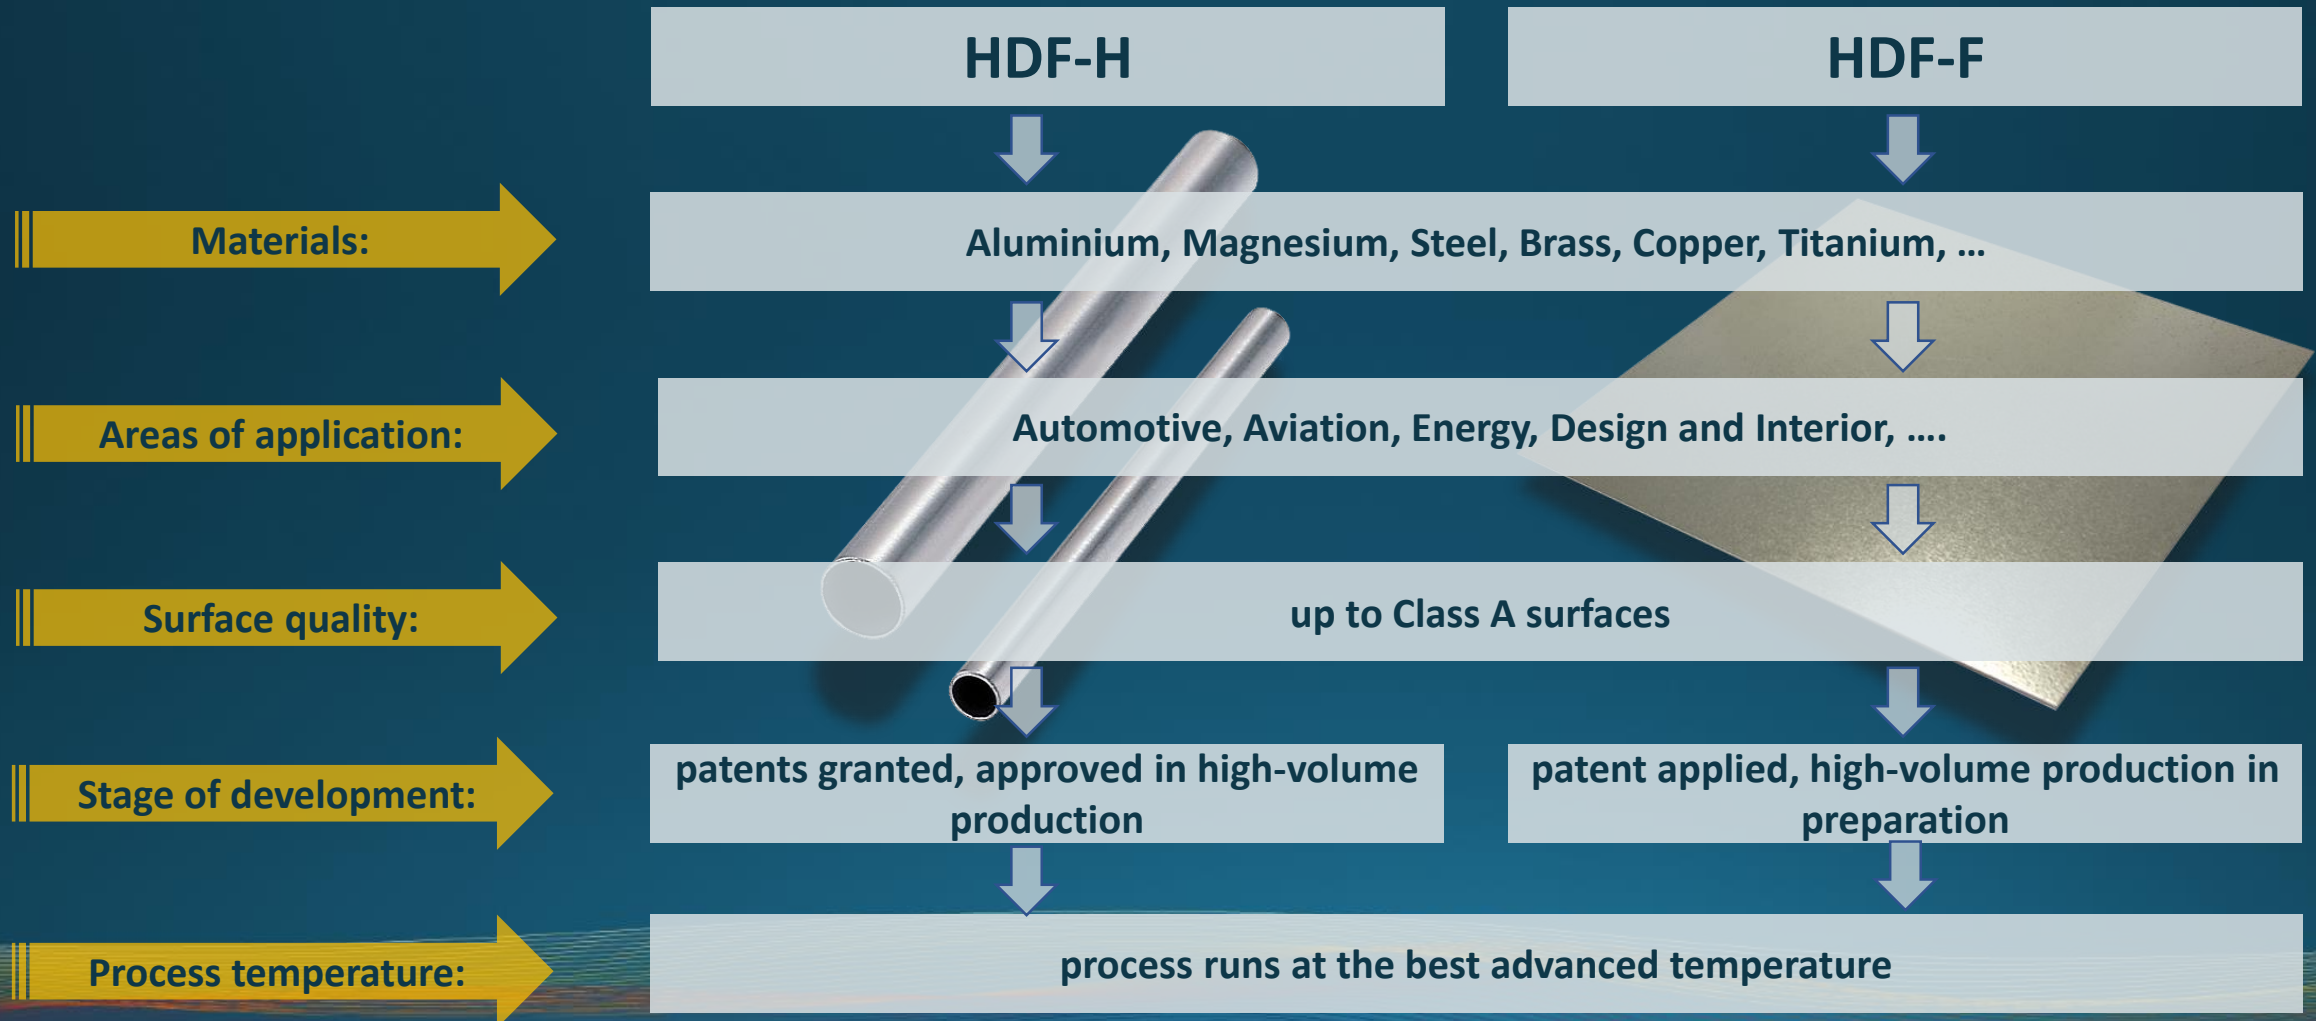 HDF-H
HDF-F
Materials:
Aluminium, Magnesium, Steel, Brass, Copper, Titanium, ...
Areas of application:
Automotive, Aviation, Energy, Design and Interior, ....
Surface quality:
up to Class A surfaces
Stage of development:
patents granted, approved in high-volume
production
patent applied, high-volume production in
preparation
Process temperature:
process runs at the best advanced temperature